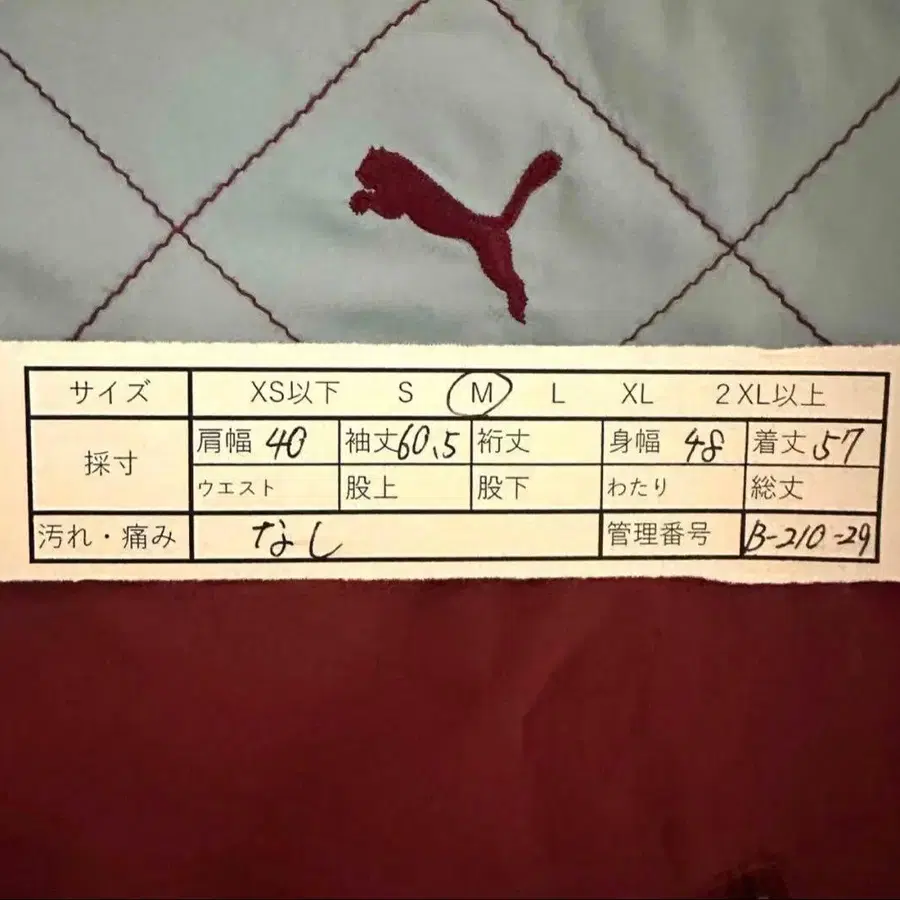 サイズ XS以下 S M L XL 2XL以上
採寸 肩幅 40 袖丈60.5 裄丈 身幅 48 着丈 57
ウエスト 股上 股下 わたり 総丈
汚れ・痛み なし 管理番号 B-210-29